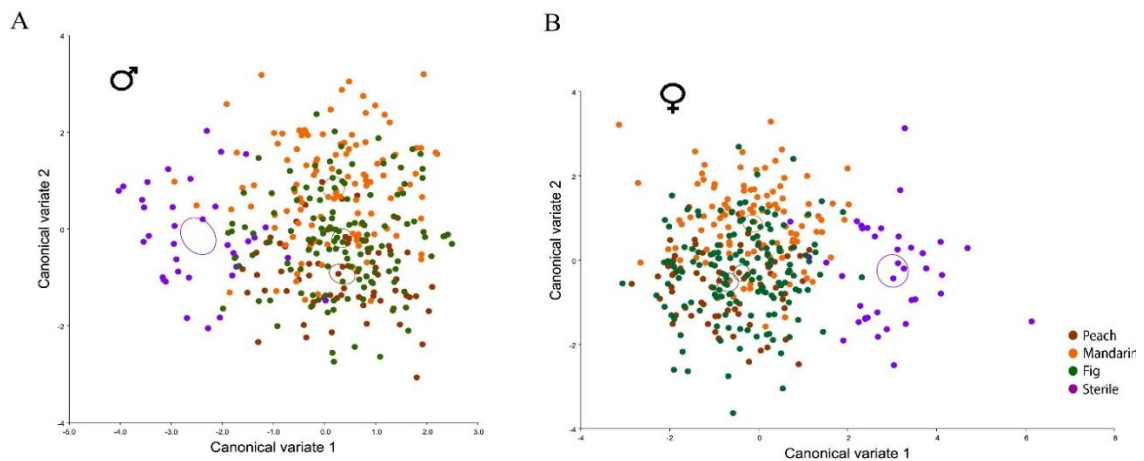 A
B
♂
♀
Canonical variate 2
4
2
0
-2
-4
-5.0
-4.0
-3.0
-2.0
-1.0
0.0
1.0
2.0
3.0
Canonical variate 1
Canonical variate 2
4
2
0
-2
-4
-4
-2
0
2
4
6
8
Canonical variate 1
Peach
Mandarin
Fig
Sterile